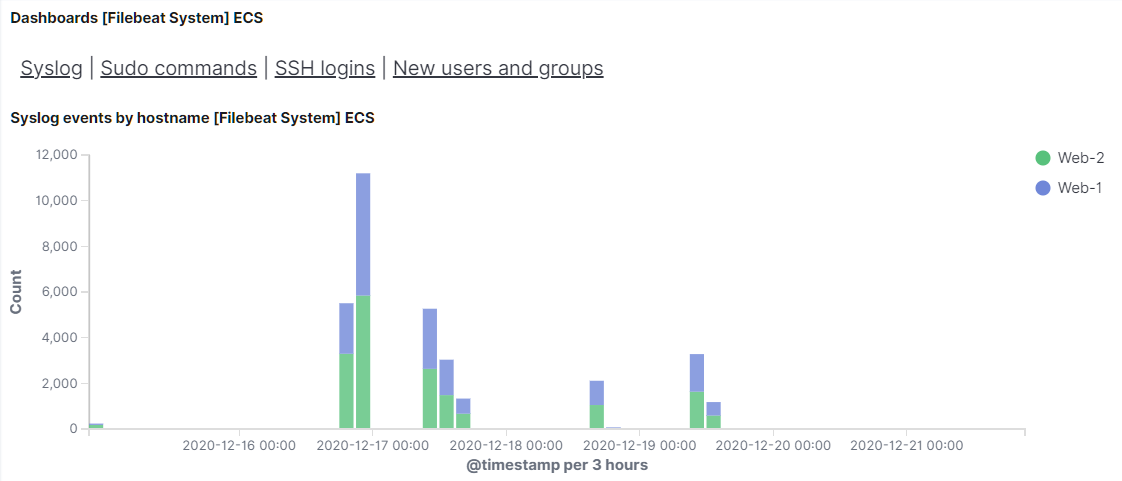 Dashboards [Filebeat System] ECS
Syslog | Sudo commands | SSH logins | New users and groups
Syslog events by hostname [Filebeat System] ECS
Web-2
Web-1
12,000
10,000
8,000
6,000
4,000
2,000
0
Count
2020-12-16 00:00 2020-12-17 00:00 2020-12-18 00:00 2020-12-19 00:00 2020-12-20 00:00 2020-12-21 00:00
@timestamp per 3 hours